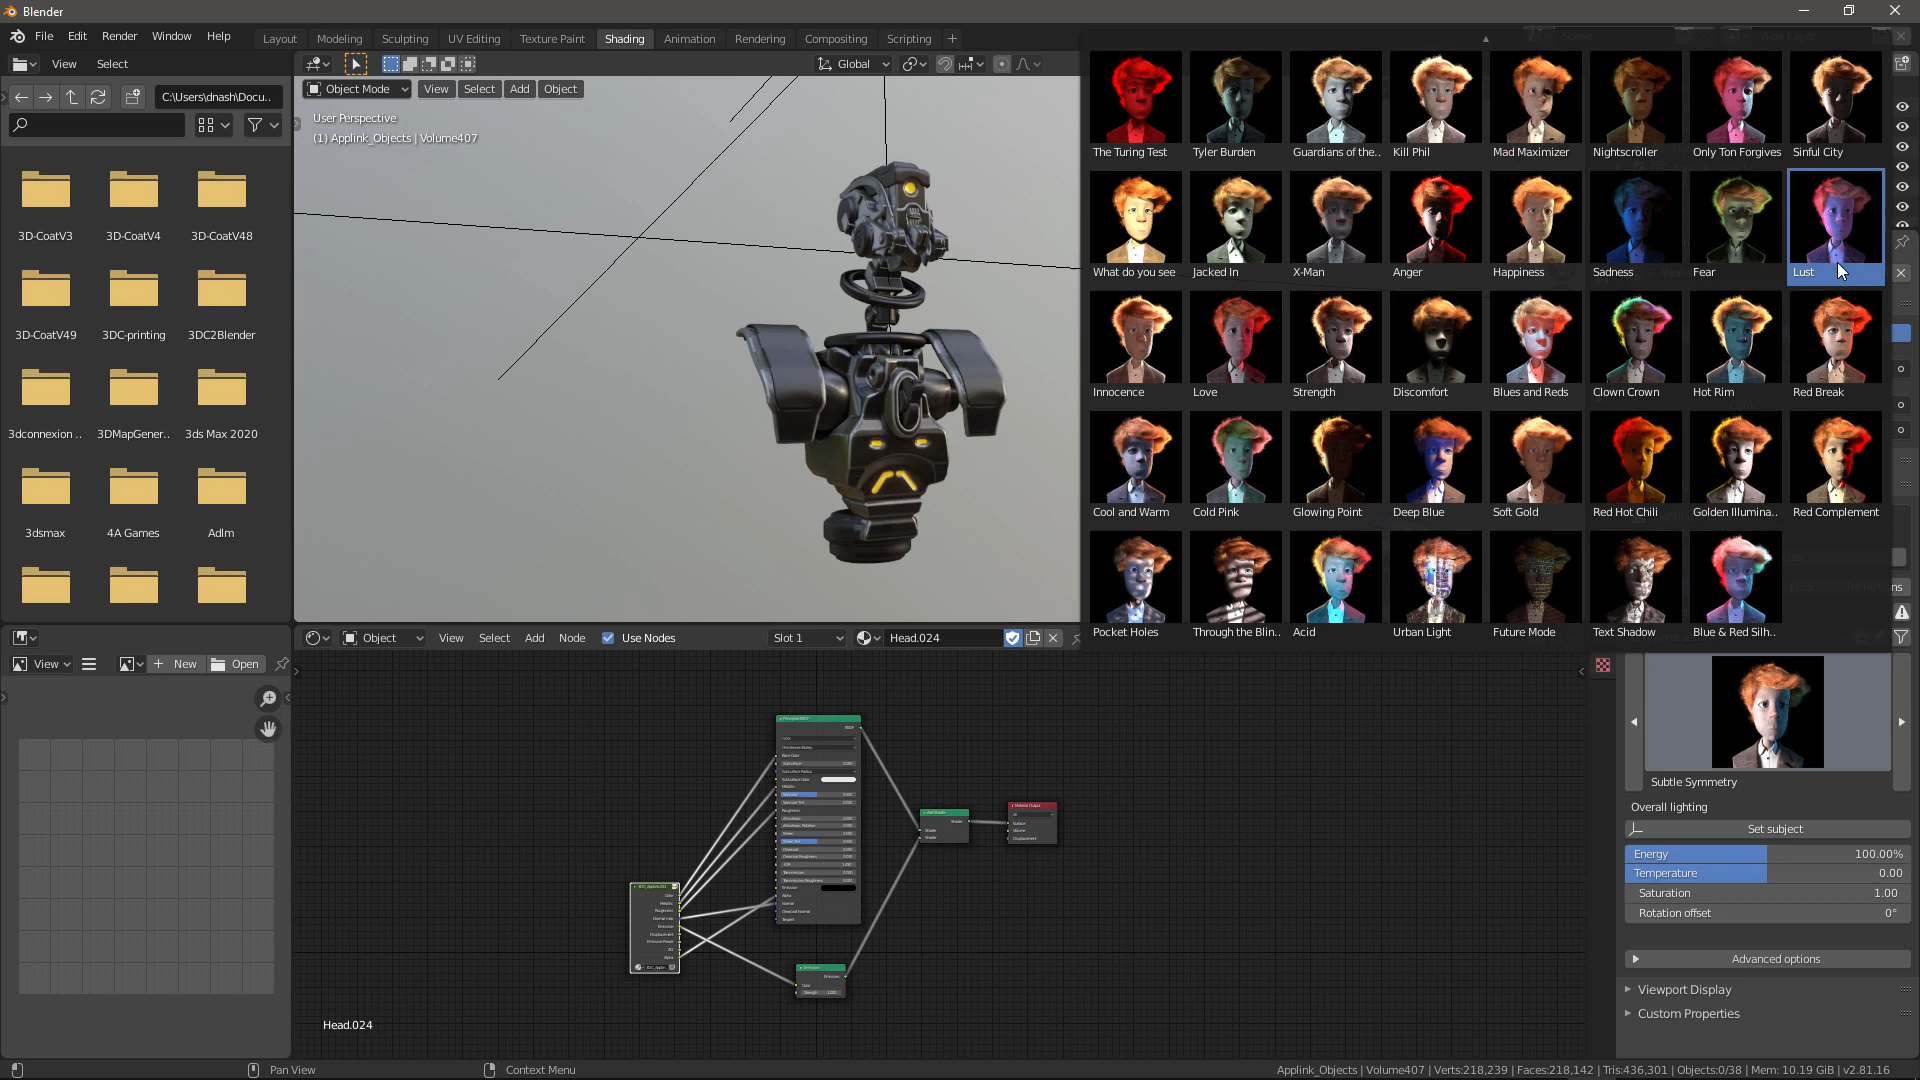 Blender
File Edit Render Window Help
Layout Modeling Sculpting UV Editing Texture Paint Shading Animation Rendering Compositing Scripting
View Select
Global
C:\Users\dnash\Docu..
Object Mode View Select Add Object
User Perspective
(1) Applink_Objects | Volume407
3D-CoatV3 3D-CoatV4 3D-CoatV48
3D-CoatV49 3DC-printing 3DC2Blender
3dconnexion .. 3DMapGener.. 3ds Max 2020
3dsmax 4A Games Adlm
The Turing Test Tyler Burden Guardians of the.. Kill Phil Mad Maximizer Nightscroller Only Ton Forgives Sinful City
What do you see Jacked In X-Man Anger Happiness Sadness Fear Lust
Innocence Love Strength Discomfort Blues and Reds Clown Crown Hot Rim Red Break
Cool and Warm Cold Pink Glowing Point Deep Blue Soft Gold Red Hot Chili Golden Illumina.. Red Complement
Pocket Holes Through the Blin.. Acid Urban Light Future Mode Text Shadow Blue & Red Silh..
Object View Select Add Node Use Nodes Slot 1 Head.024
View New Open
Subtle Symmetry
Overall lighting
Set subject
Energy 100.00%
Temperature 0.00
Saturation 1.00
Rotation offset 0°
Advanced options
Viewport Display
Custom Properties
Head.024
Pan View Context Menu
Applink_Objects | Volume407 | Verts:218,239 | Faces:218,142 | Tris:436,301 | Objects:0/38 | Mem: 10.19 GiB | v2.81.16